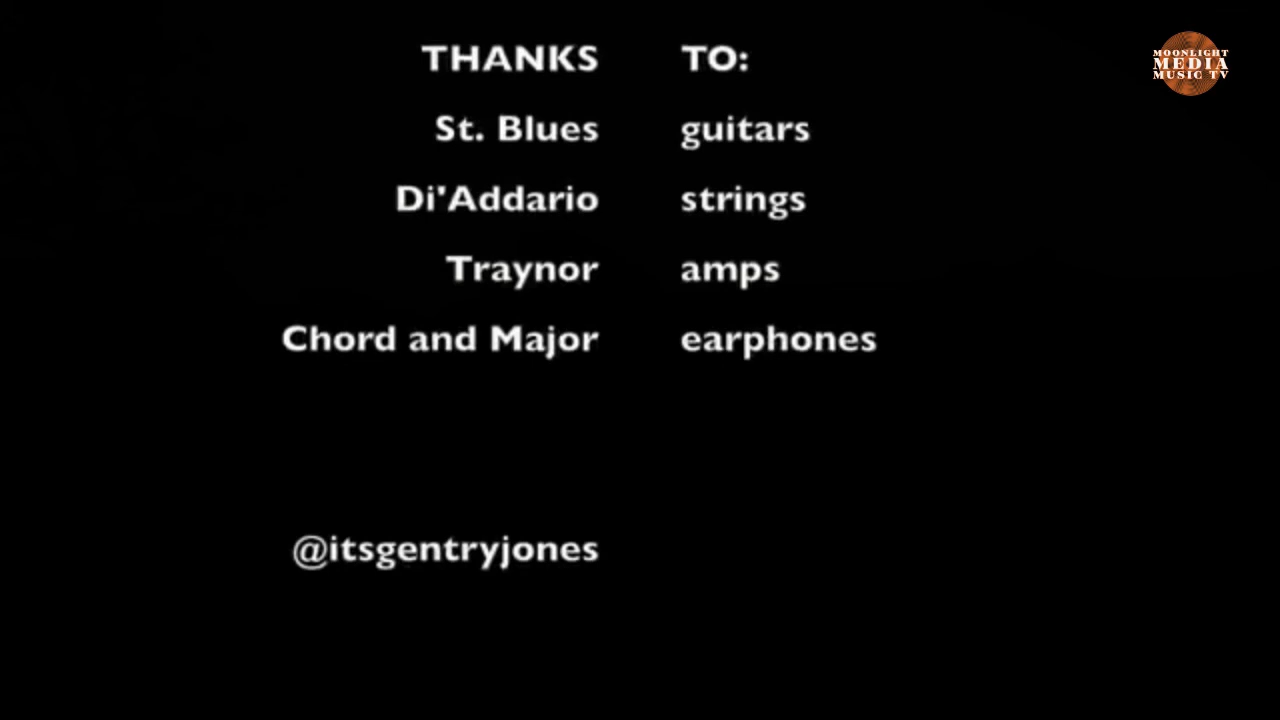 THANKS TO:
St. Blues guitars
Di'Addario strings
Traynor amps
Chord and Major earphones
@itsgentryjones
MOONLIGHT
MEDIA
MUSIC TV